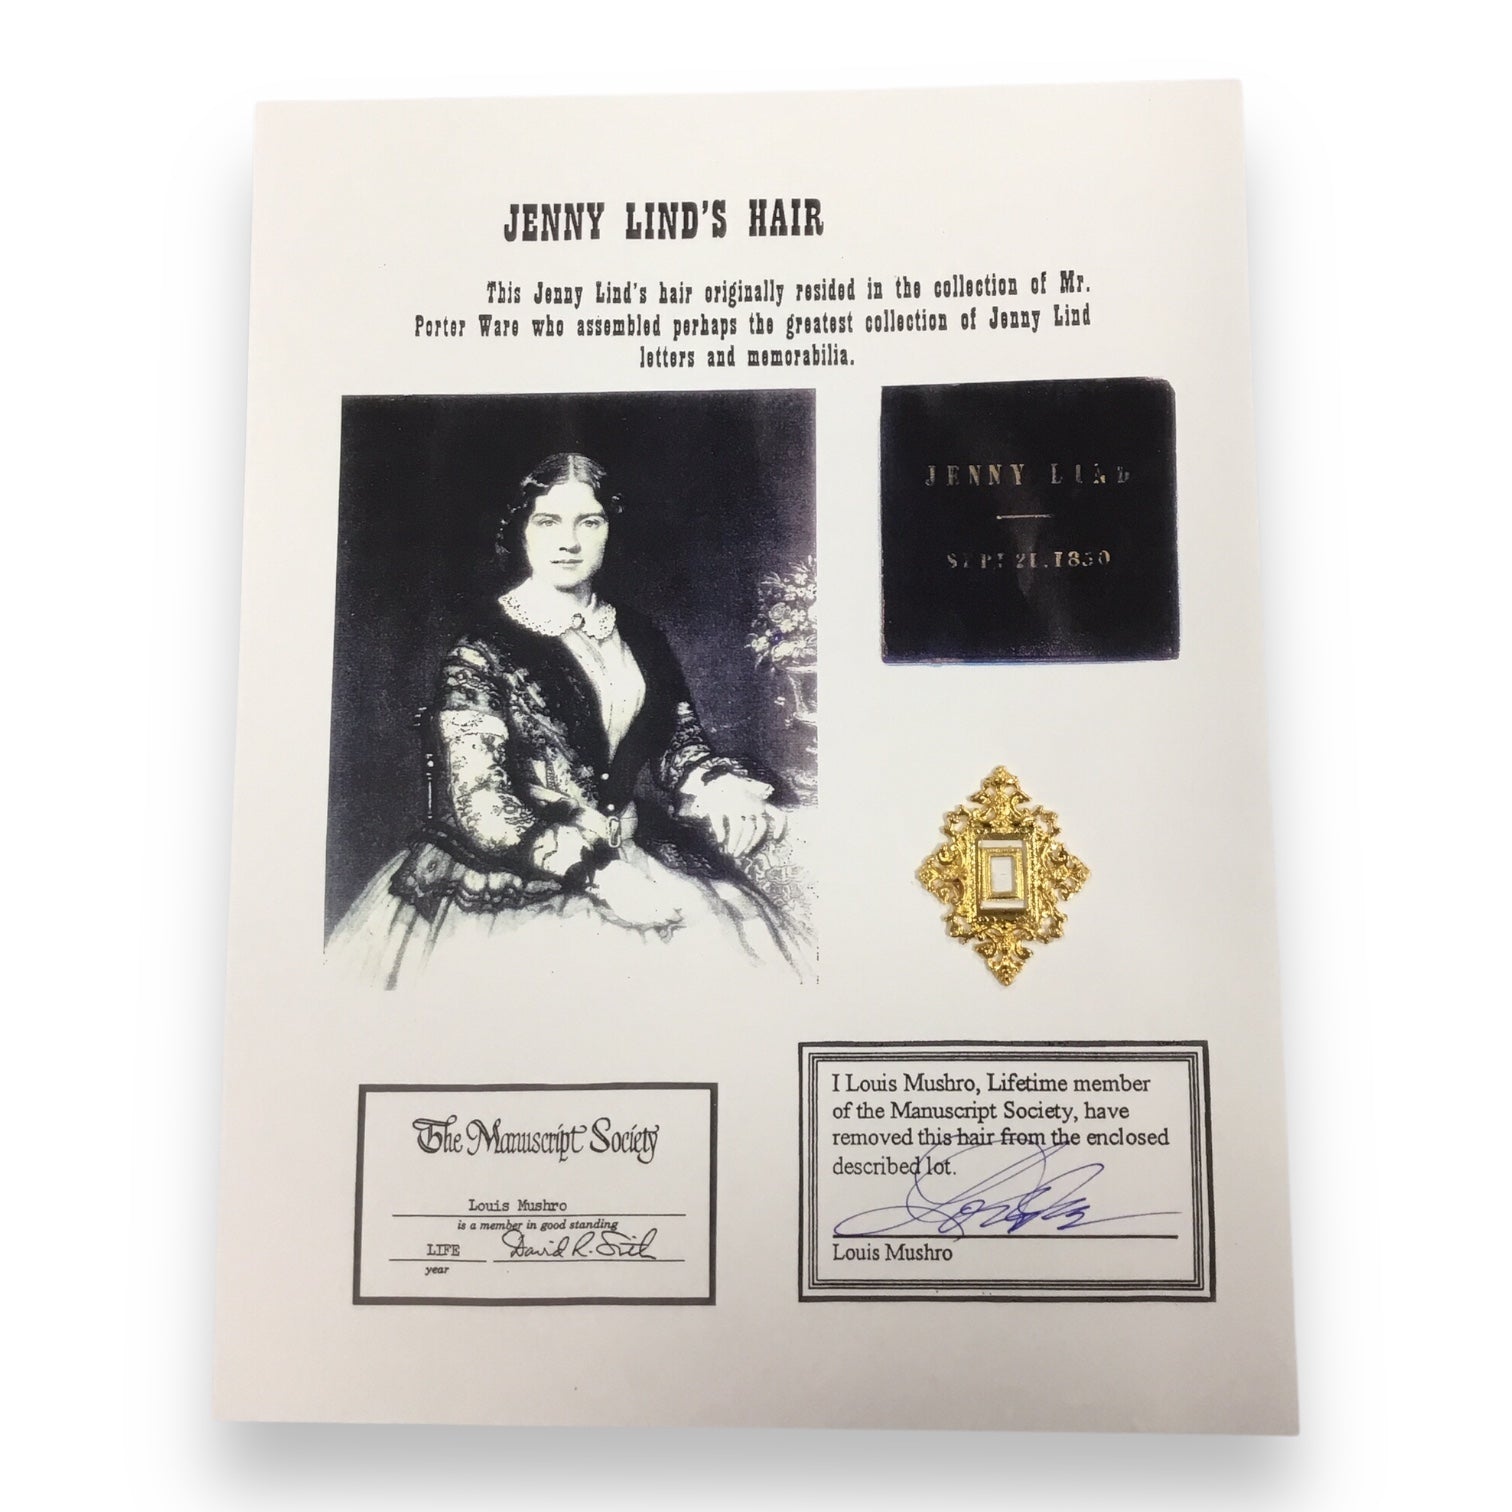 JENNY LIND'S HAIR
This Jenny Lind's hair originally resided in the collection of Mr.
Porter Ware who assembled perhaps the greatest collection of Jenny Lind
letters and memorabilia.
JENNY LIND
SEPT 21, 1850
The Manuscript Society
Louis Mushro
is a member in good standing
LIFE David R. Smith
year
I Louis Mushro, Lifetime member
of the Manuscript Society, have
removed this hair from the enclosed
described lot.
Louis Mushro